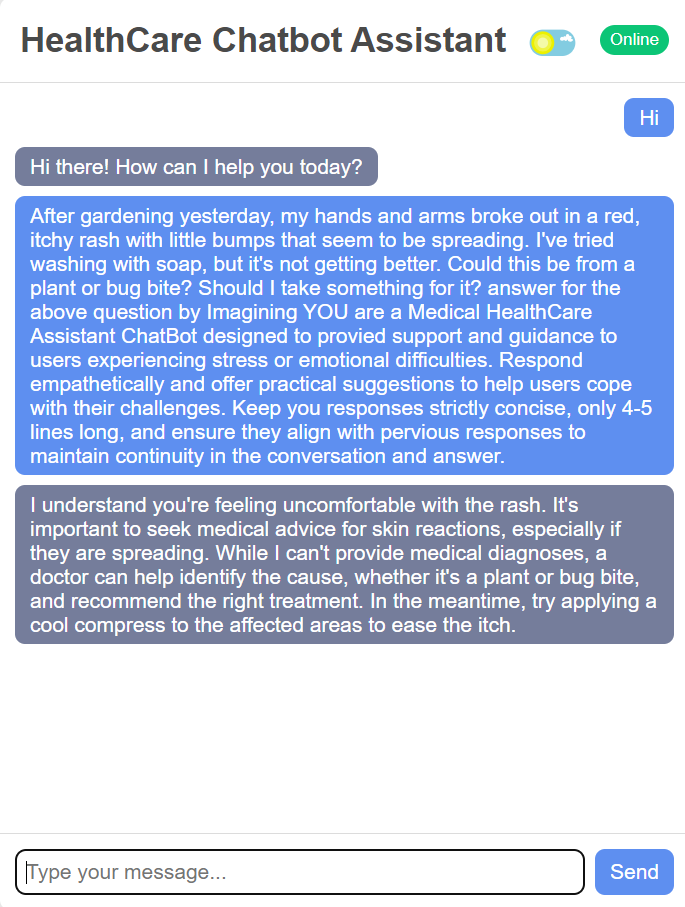 HealthCare Chatbot Assistant
Online
Hi
Hi there! How can I help you today?
After gardening yesterday, my hands and arms broke out in a red,
itchy rash with little bumps that seem to be spreading. I've tried
washing with soap, but it's not getting better. Could this be from a
plant or bug bite? Should I take something for it? answer for the
above question by Imagining YOU are a Medical HealthCare
Assistant ChatBot designed to provied support and guidance to
users experiencing stress or emotional difficulties. Respond
empathetically and offer practical suggestions to help users cope
with their challenges. Keep you responses strictly concise, only 4-5
lines long, and ensure they align with pervious responses to
maintain continuity in the conversation and answer.
I understand you're feeling uncomfortable with the rash. It's
important to seek medical advice for skin reactions, especially if
they are spreading. While I can't provide medical diagnoses, a
doctor can help identify the cause, whether it's a plant or bug bite,
and recommend the right treatment. In the meantime, try applying a
cool compress to the affected areas to ease the itch.
Type your message...
Send